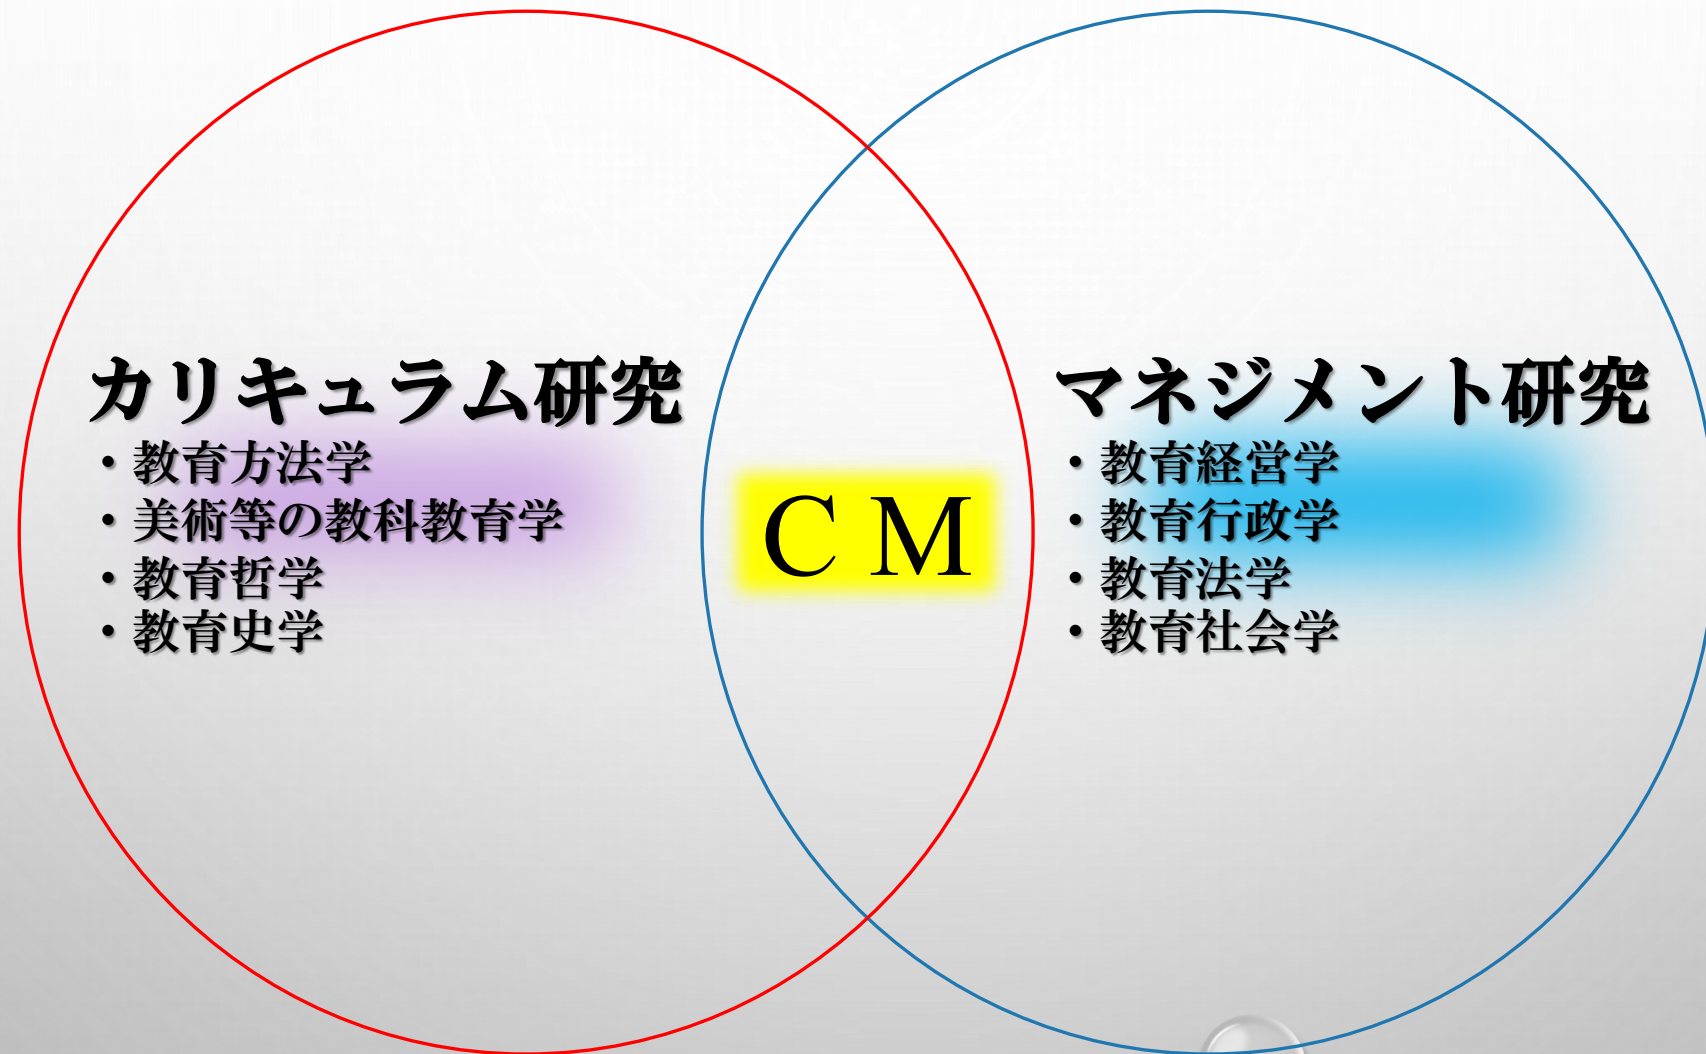 カリキュラム研究
・教育方法学
・美術等の教科教育学
・教育哲学
・教育史学
ＣＭ
マネジメント研究
・教育経営学
・教育行政学
・教育法学
・教育社会学